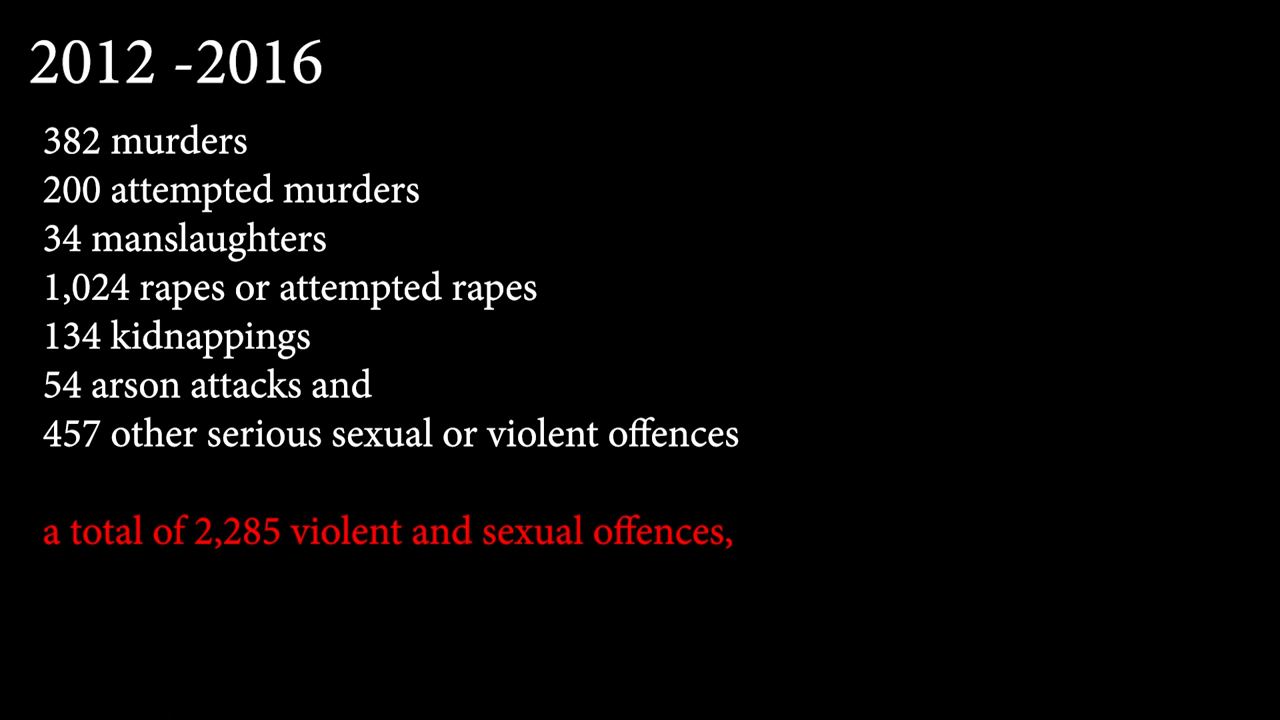 2012 -2016
382 murders
200 attempted murders
34 manslaughters
1,024 rapes or attempted rapes
134 kidnappings
54 arson attacks and
457 other serious sexual or violent offences
a total of 2,285 violent and sexual offences,